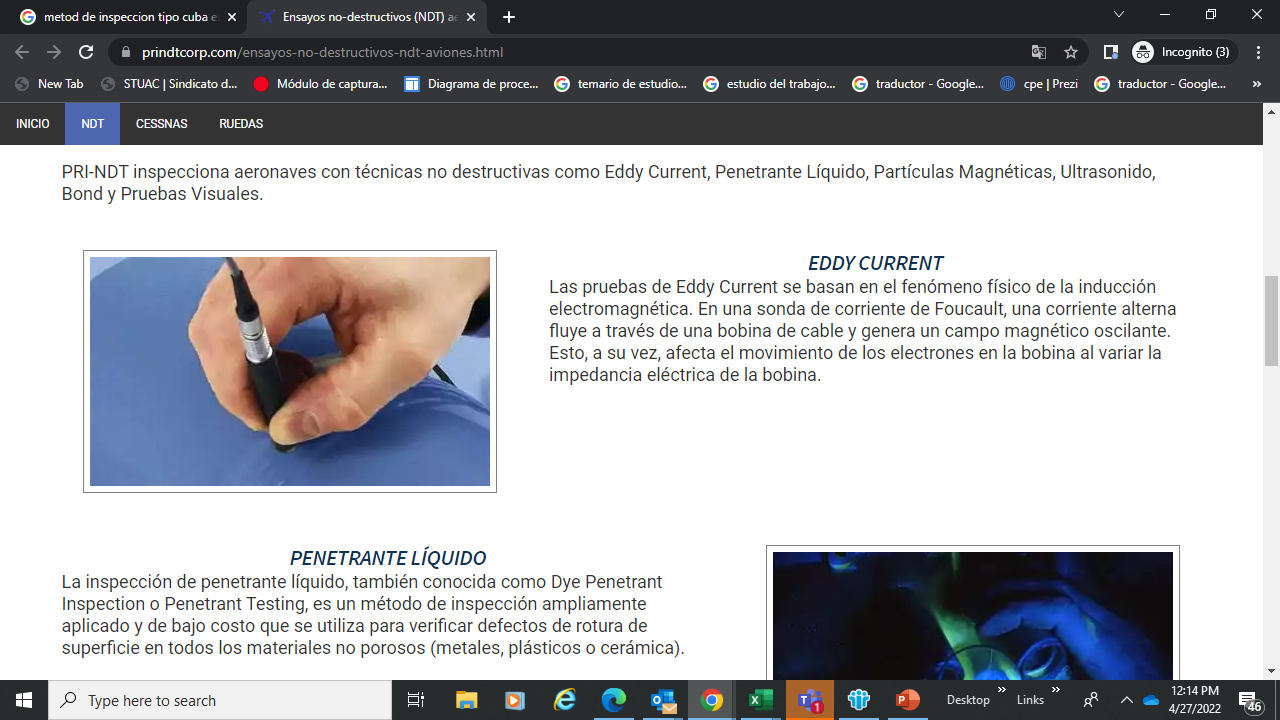 metod de inspeccion tipo cuba e
Ensayos no-destructivos (NDT) ae
prindtcorp.com/ensayos-no-destructivos-ndt-aviones.html
Incognito (3)
New Tab
STUAC | Sindicato d...
Módulo de captura...
Diagrama de proce...
temario de estudio...
estudio del trabajo...
traductor - Google...
cpe | Prezi
traductor - Google...
»
INICIO
NDT
CESSNAS
RUEDAS
PRI-NDT inspecciona aeronaves con técnicas no destructivas como Eddy Current, Penetrante Líquido, Partículas Magnéticas, Ultrasonido,
Bond y Pruebas Visuales.
EDDY CURRENT
Las pruebas de Eddy Current se basan en el fenómeno físico de la inducción
electromagnética. En una sonda de corriente de Foucault, una corriente alterna
fluye a través de una bobina de cable y genera un campo magnético oscilante.
Esto, a su vez, afecta el movimiento de los electrones en la bobina al variar la
impedancia eléctrica de la bobina.
PENETRANTE LÍQUIDO
La inspección de penetrante líquido, también conocida como Dye Penetrant
Inspection o Penetrant Testing, es un método de inspección ampliamente
aplicado y de bajo costo que se utiliza para verificar defectos de rotura de
superficie en todos los materiales no porosos (metales, plásticos o cerámica).
Type here to search
1
Desktop »
Links »
12:14 PM
4/27/2022
46